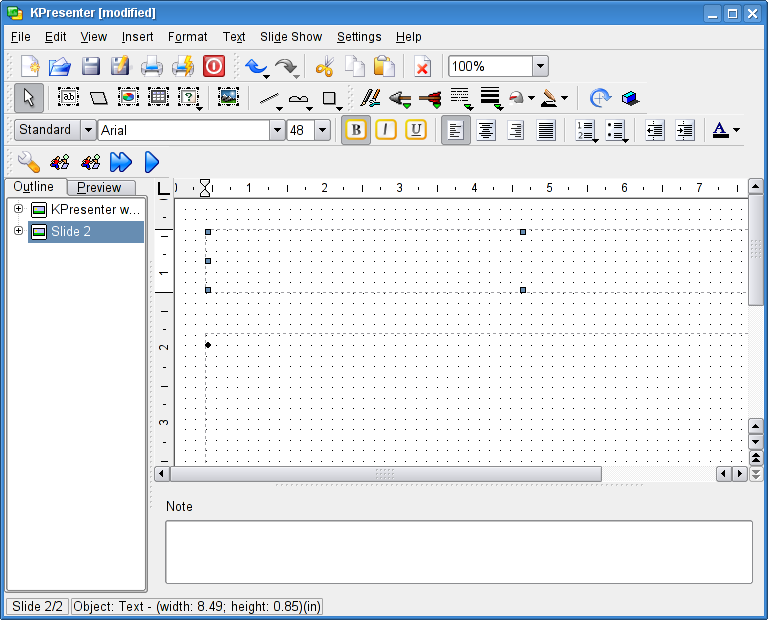 KPresenter [modified]
File Edit View Insert Format Text Slide Show Settings Help
100%
Standard Arial 48 B I U A
Outline Preview
1 2 3 4 5 6 7
KPresenter w...
Slide 2
1
2
3
Note
Slide 2/2 Object: Text - (width: 8.49; height: 0.85)(in)